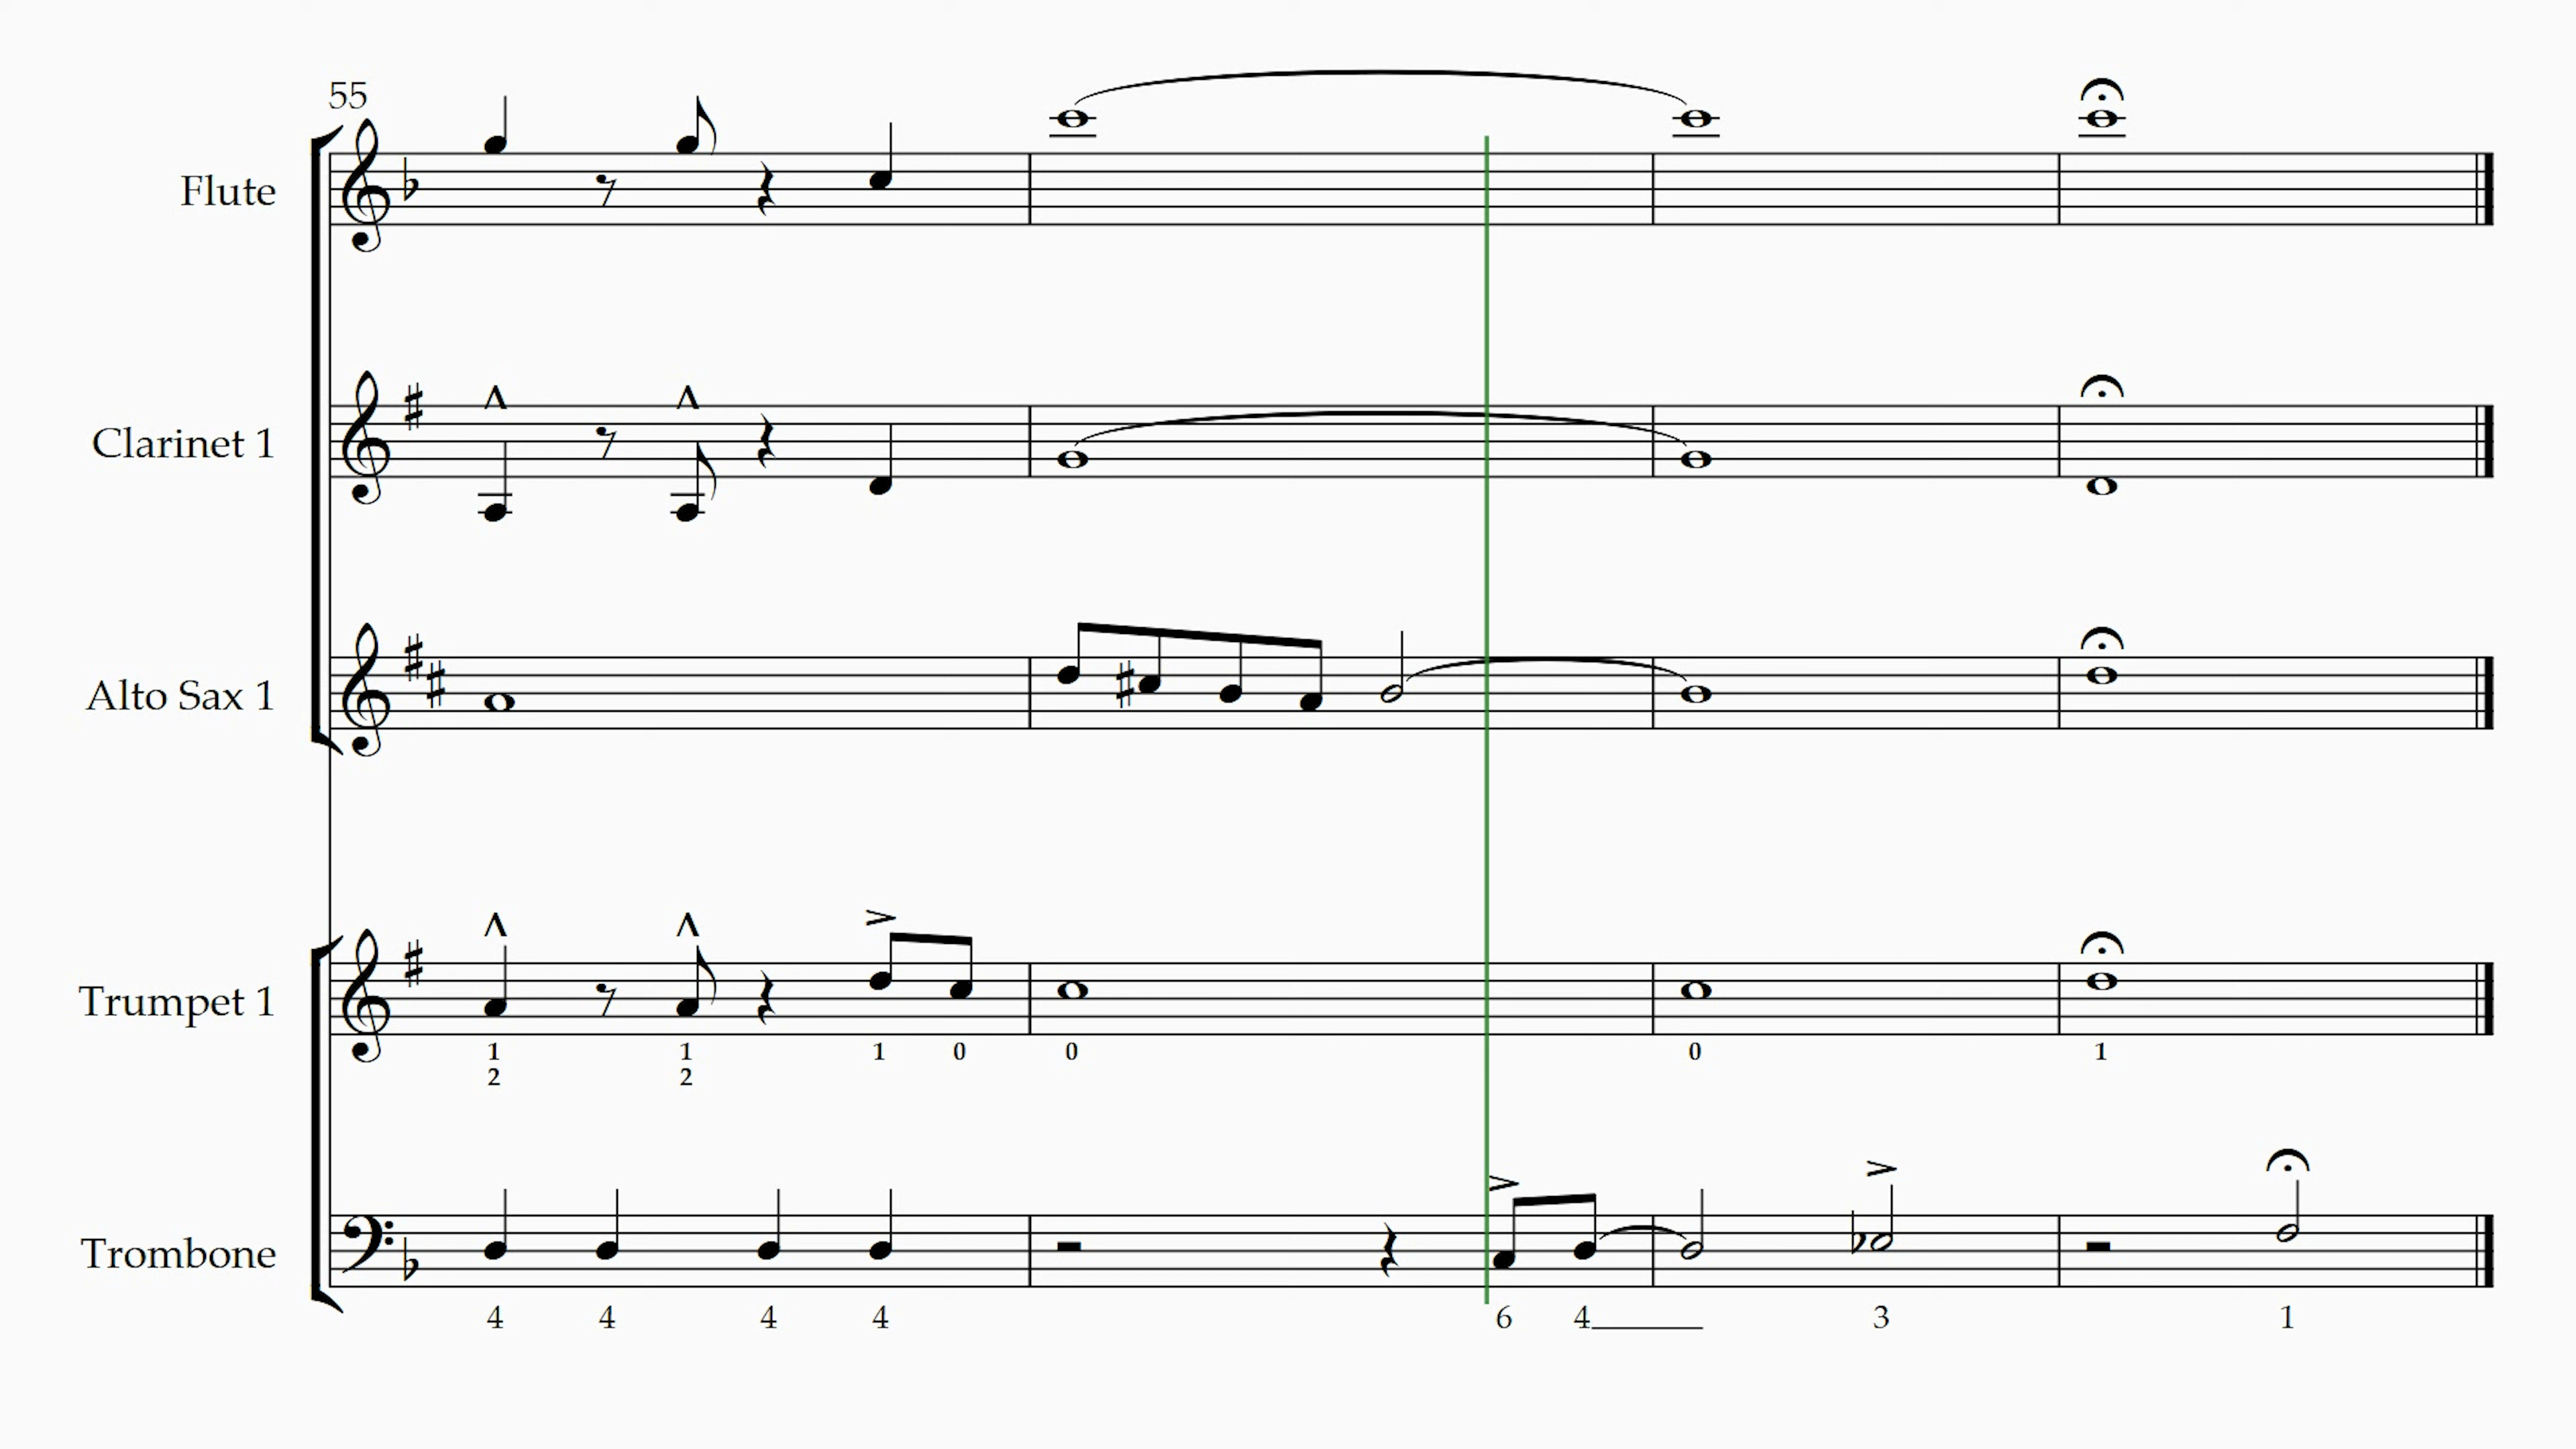 55
Flute
Clarinet 1
Alto Sax 1
Trumpet 1
1 1 1 0 0 0 1
2 2
Trombone
4 4 4 4 6 4 3 1